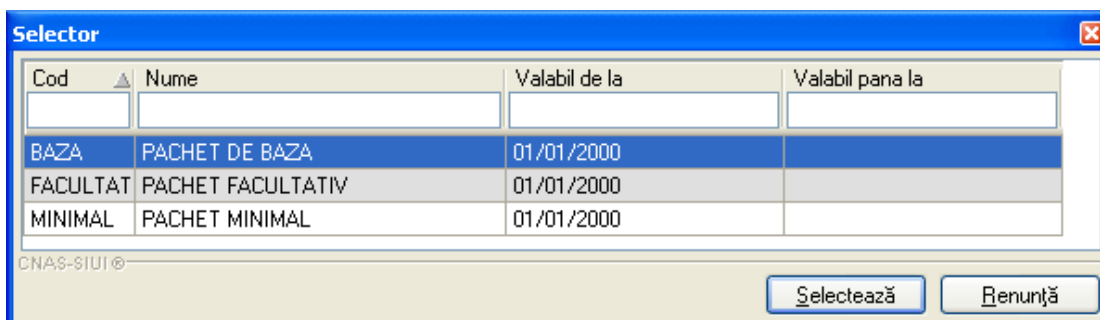 Selector
Cod Nume Valabil de la Valabil pana la
BAZA PACHET DE BAZA 01/01/2000
FACULTAT PACHET FACULTATIV 01/01/2000
MINIMAL PACHET MINIMAL 01/01/2000
CNAS-SIUI®
Selectează Renunţă